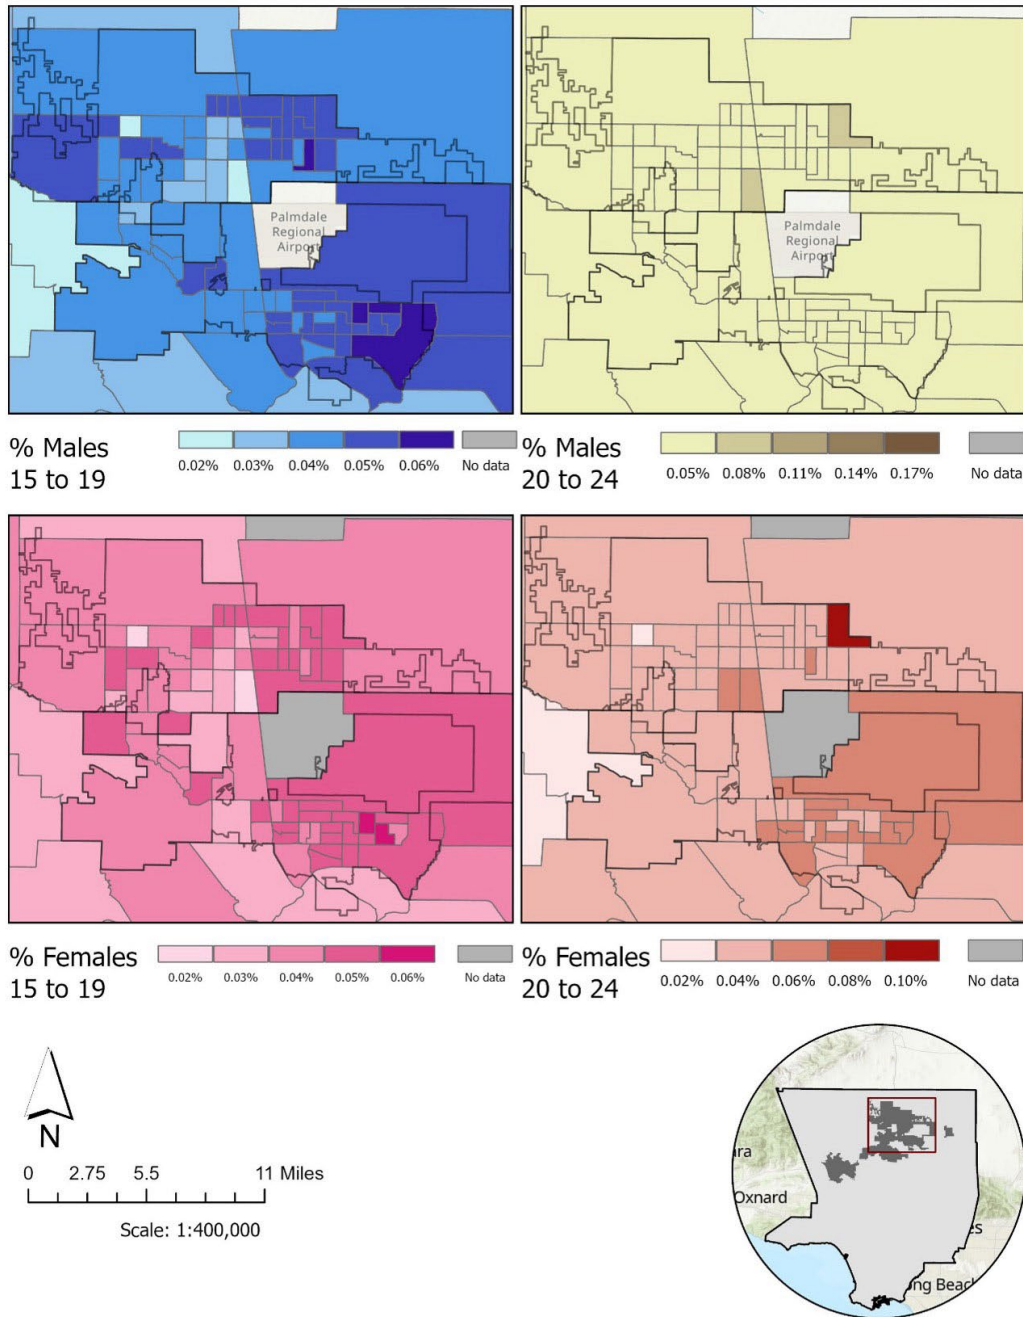 Palmdale
Regional
Airport
Palmdale
Regional
Airport
% Males
15 to 19
0.02% 0.03% 0.04% 0.05% 0.06% No data
% Males
20 to 24
0.05% 0.08% 0.11% 0.14% 0.17% No data
% Females
15 to 19
0.02% 0.03% 0.04% 0.05% 0.06% No data
% Females
20 to 24
0.02% 0.04% 0.06% 0.08% 0.10% No data
N
0 2.75 5.5 11 Miles
Scale: 1:400,000
ra
Oxnard
es
ong Beac